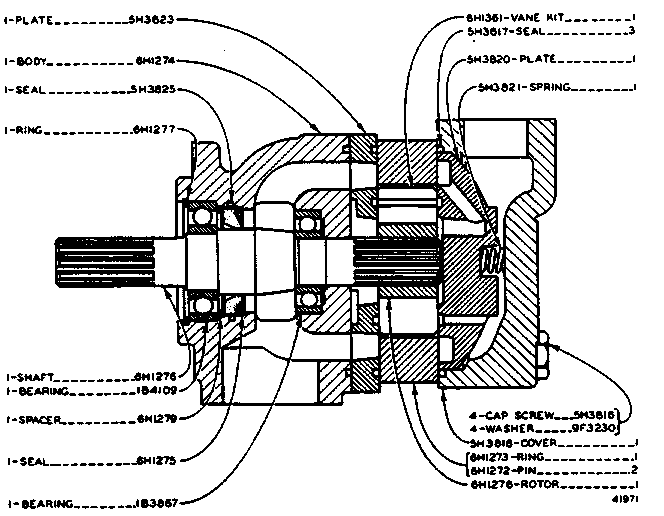 1-PLATE 5H3823
1-BODY 6H1274
1-SEAL 5H3825
1-RING 6H1277
1-SHAFT 6H1276
1-BEARING 1B4109
1-SPACER 6H1279
1-SEAL 6H1275
1-BEARING 1B3867
6H1361-VANE KIT 1
5H3817-SEAL 3
5H3820-PLATE 1
5H3821-SPRING 1
4-CAP SCREW 5H3816
4-WASHER 9F3230
5H3818-COVER 1
6H1273-RING 1
6H1272-PIN 2
6H1278-ROTOR 1
41971